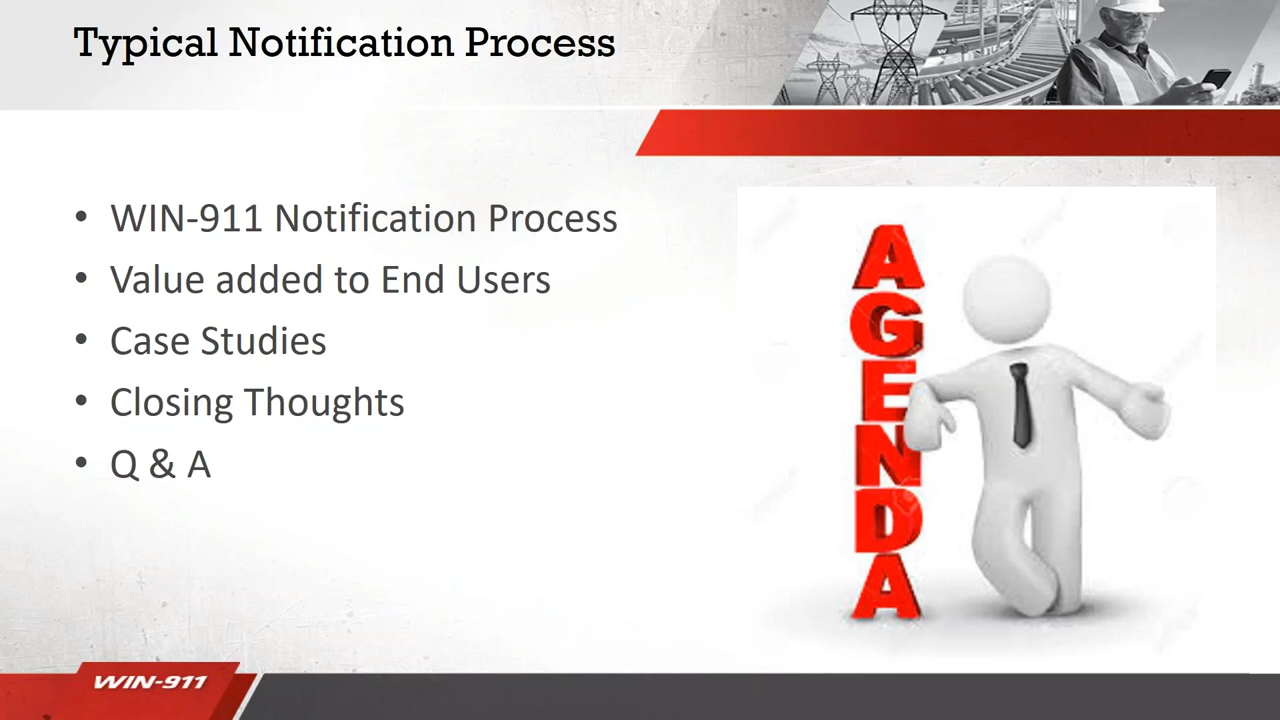 Typical Notification Process
• WIN-911 Notification Process
• Value added to End Users
• Case Studies
• Closing Thoughts
• Q & A
AGENDA
WIN-911